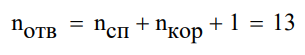 nотв = nсп + nкор + 1 = 13